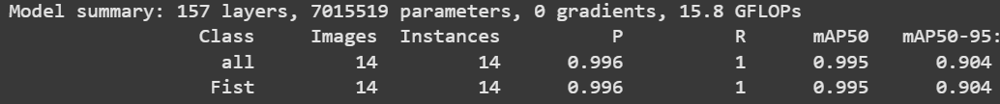 Model summary: 157 layers, 7015519 parameters, 0 gradients, 15.8 GFLOPs
Class Images Instances P R mAP50 mAP50-95:
all 14 14 0.996 1 0.995 0.904
Fist 14 14 0.996 1 0.995 0.904